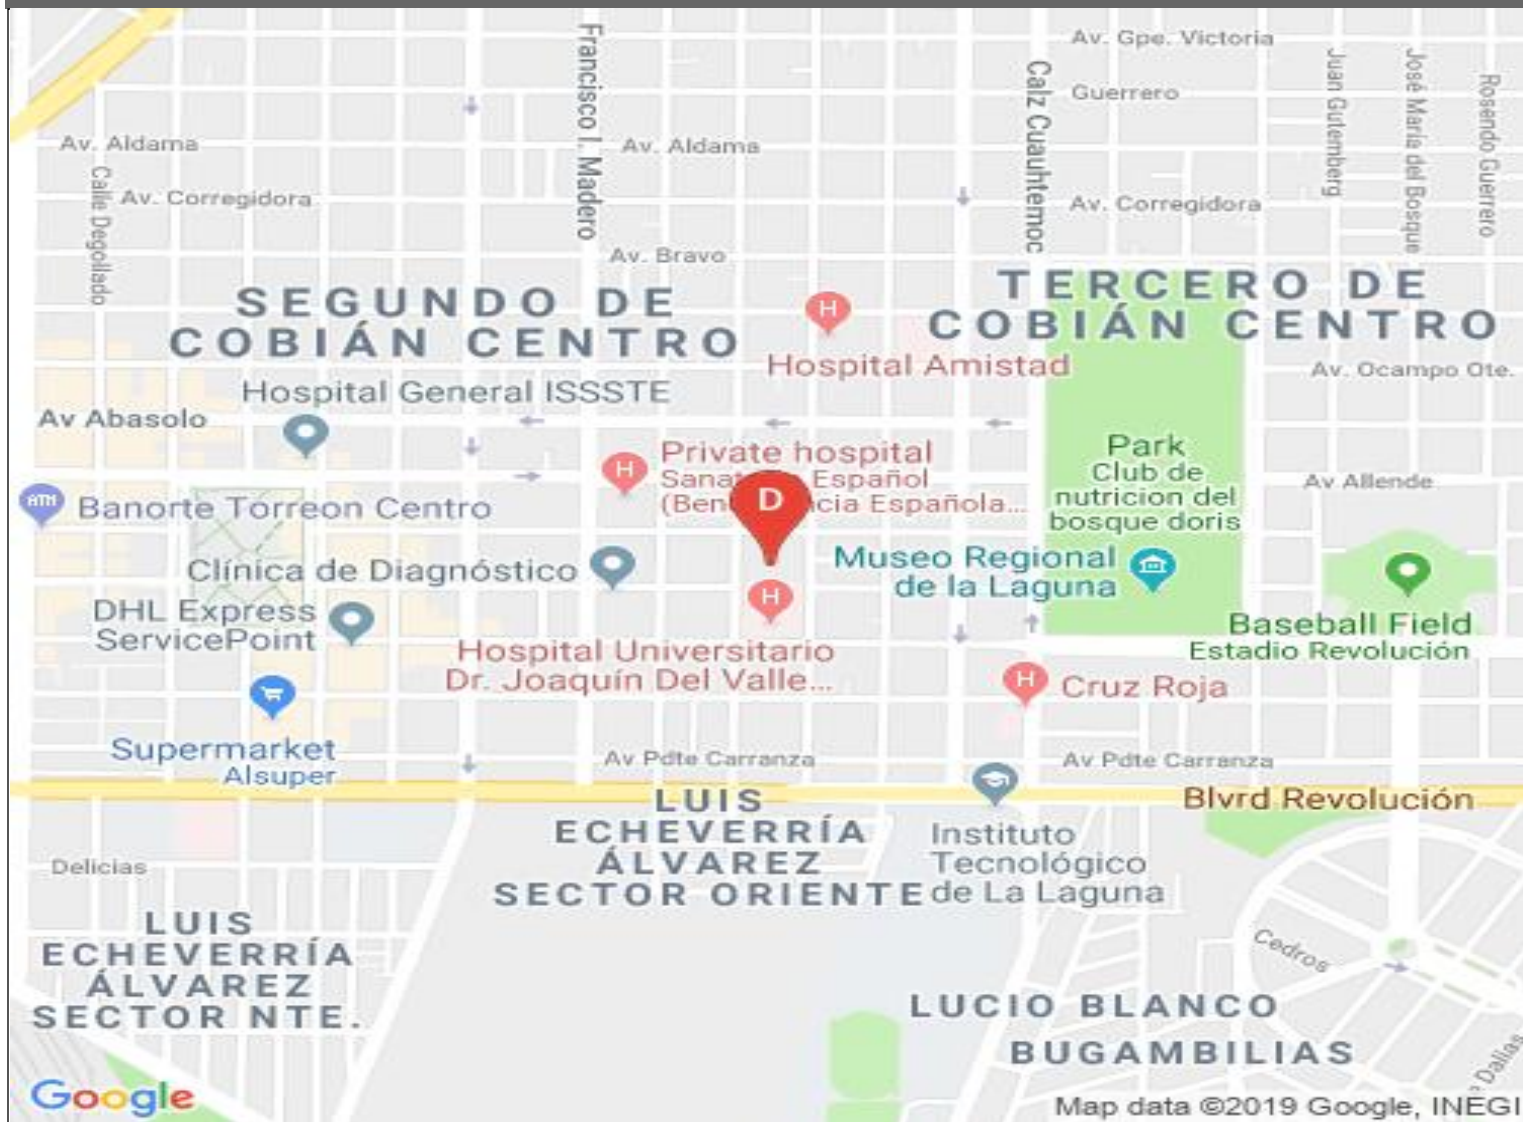 Av. Gpe. Victoria
Francisco I. Madero
Calz Cuauhtemoc
Juan Gutemberg
José María del Bosque
Rosendo Guerrero
Guerrero
Av. Aldama
Av. Aldama
Calle Degollado
Av. Corregidora
Av. Corregidora
Av. Bravo
SEGUNDO DE
COBIÁN CENTRO
TERCERO DE
COBIÁN CENTRO
H
Hospital Amistad
Av. Ocampo Ote.
Hospital General ISSSTE
Av Abasolo
H
Private hospital
Español
Española...
D
Park
Club de
nutricion del
bosque doris
Av Allende
ATM
Banorte Torreon Centro
Clínica de Diagnóstico
Museo Regional
de la Laguna
DHL Express
ServicePoint
H
Hospital Universitario
Dr. Joaquín Del Valle...
Baseball Field
Estadio Revolución
H
Cruz Roja
Supermarket
Alsuper
Av Pdte Carranza
Av Pdte Carranza
Blvrd Revolución
LUIS
ECHEVERRÍA
ÁLVAREZ
SECTOR ORIENTE
Instituto
Tecnológico
de La Laguna
Delicias
LUIS
ECHEVERRÍA
ÁLVAREZ
SECTOR NTE.
Cedros
LUCIO BLANCO
BUGAMBILIAS
Dalias
Google
Map data ©2019 Google, INEGI